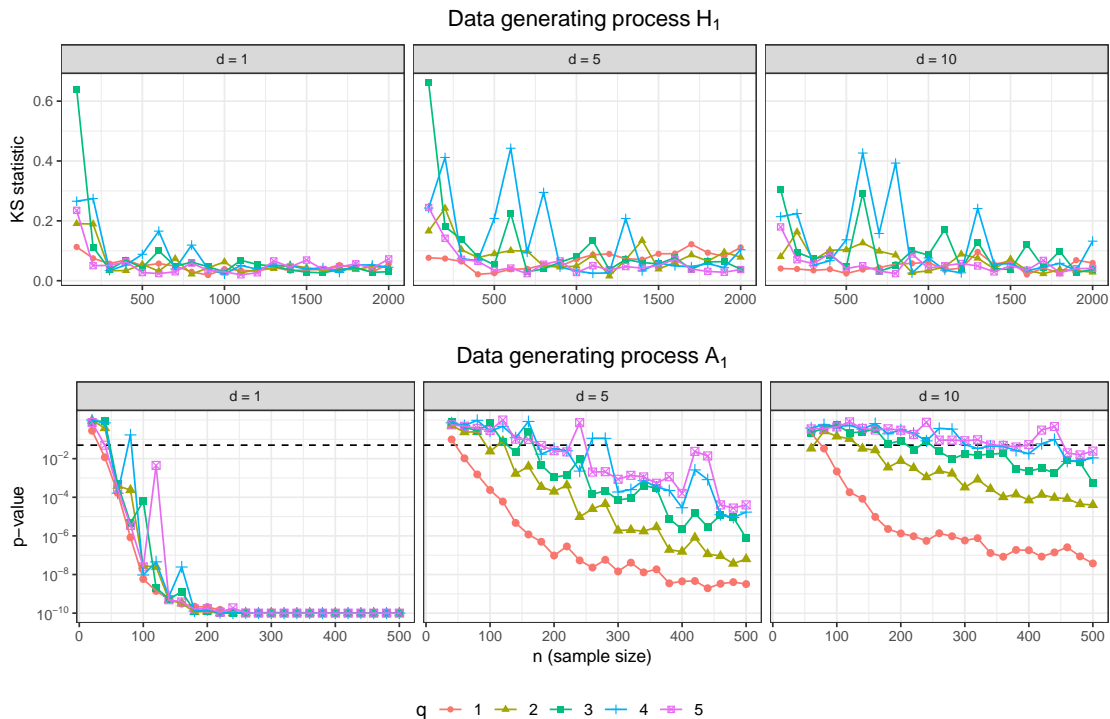 Data generating process H1
d = 1
d = 5
d = 10
KS statistic
0.6
0.4
0.2
0.0
500 1000 1500 2000
500 1000 1500 2000
500 1000 1500 2000
Data generating process A1
d = 1
d = 5
d = 10
p−value
10−2
10−4
10−6
10−8
10−10
0 100 200 300 400 500
0 100 200 300 400 500
0 100 200 300 400 500
n (sample size)
q 1 2 3 4 5